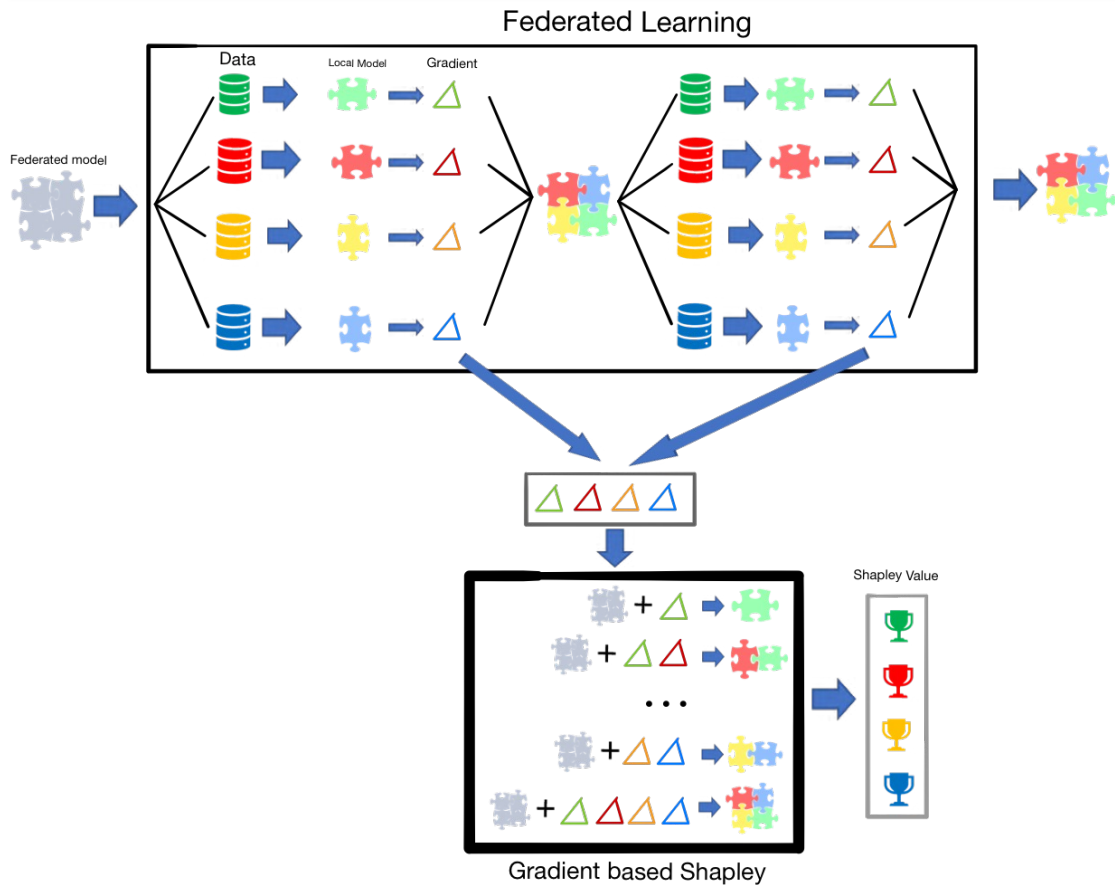 Federated Learning
Data
Local Model
Gradient
Federated model
+
+
...
+
+
Shapley Value
Gradient based Shapley